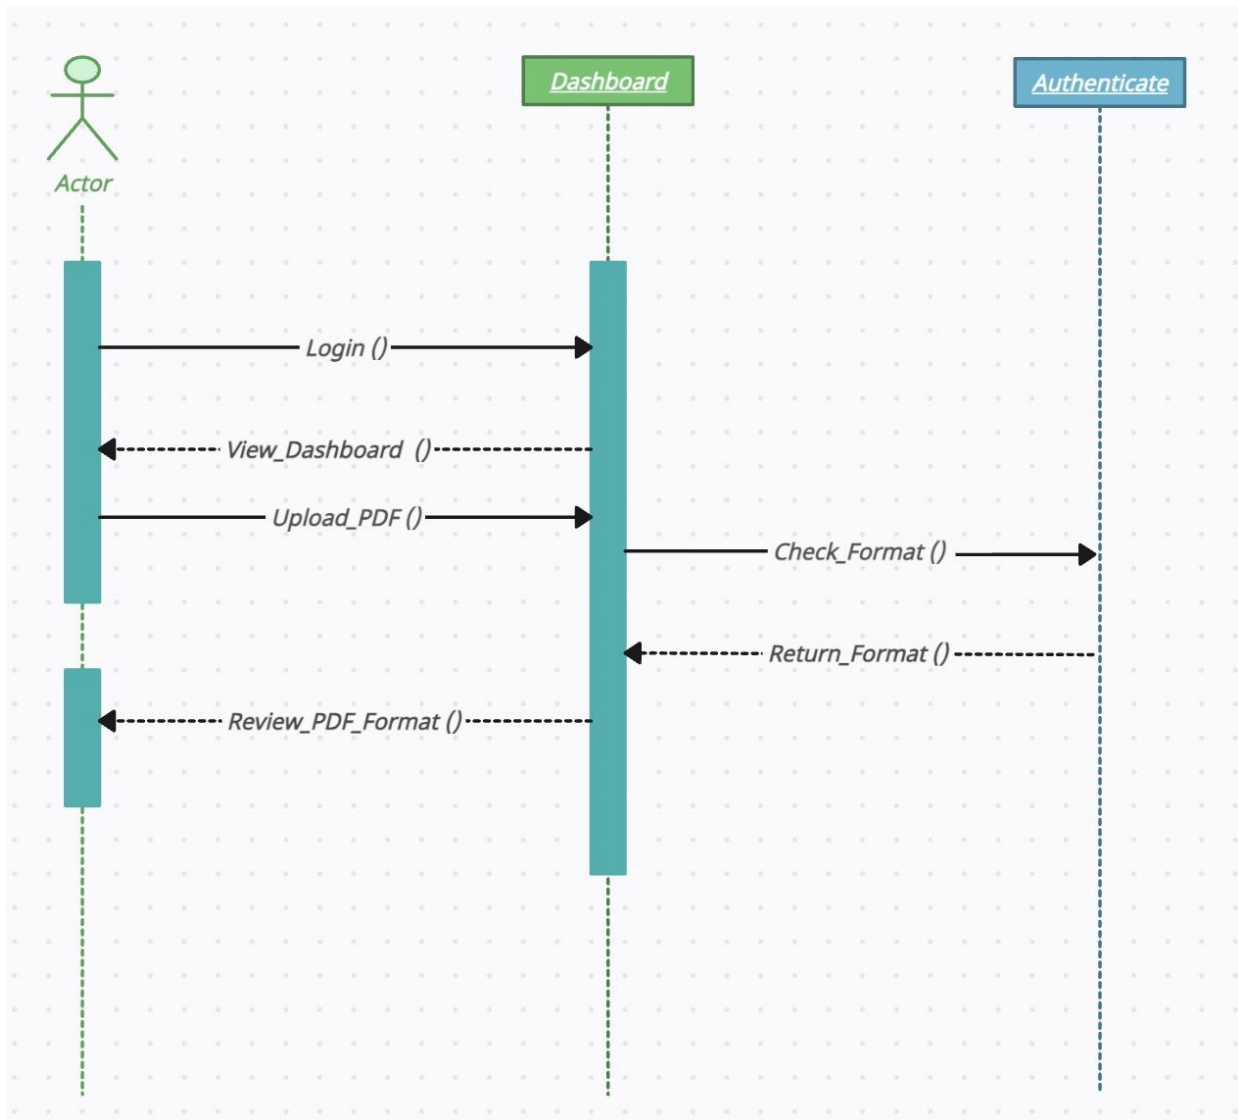 Dashboard
Authenticate
Actor
Login ()
View_Dashboard ()
Upload_PDF ()
Check_Format ()
Return_Format ()
Review_PDF_Format ()